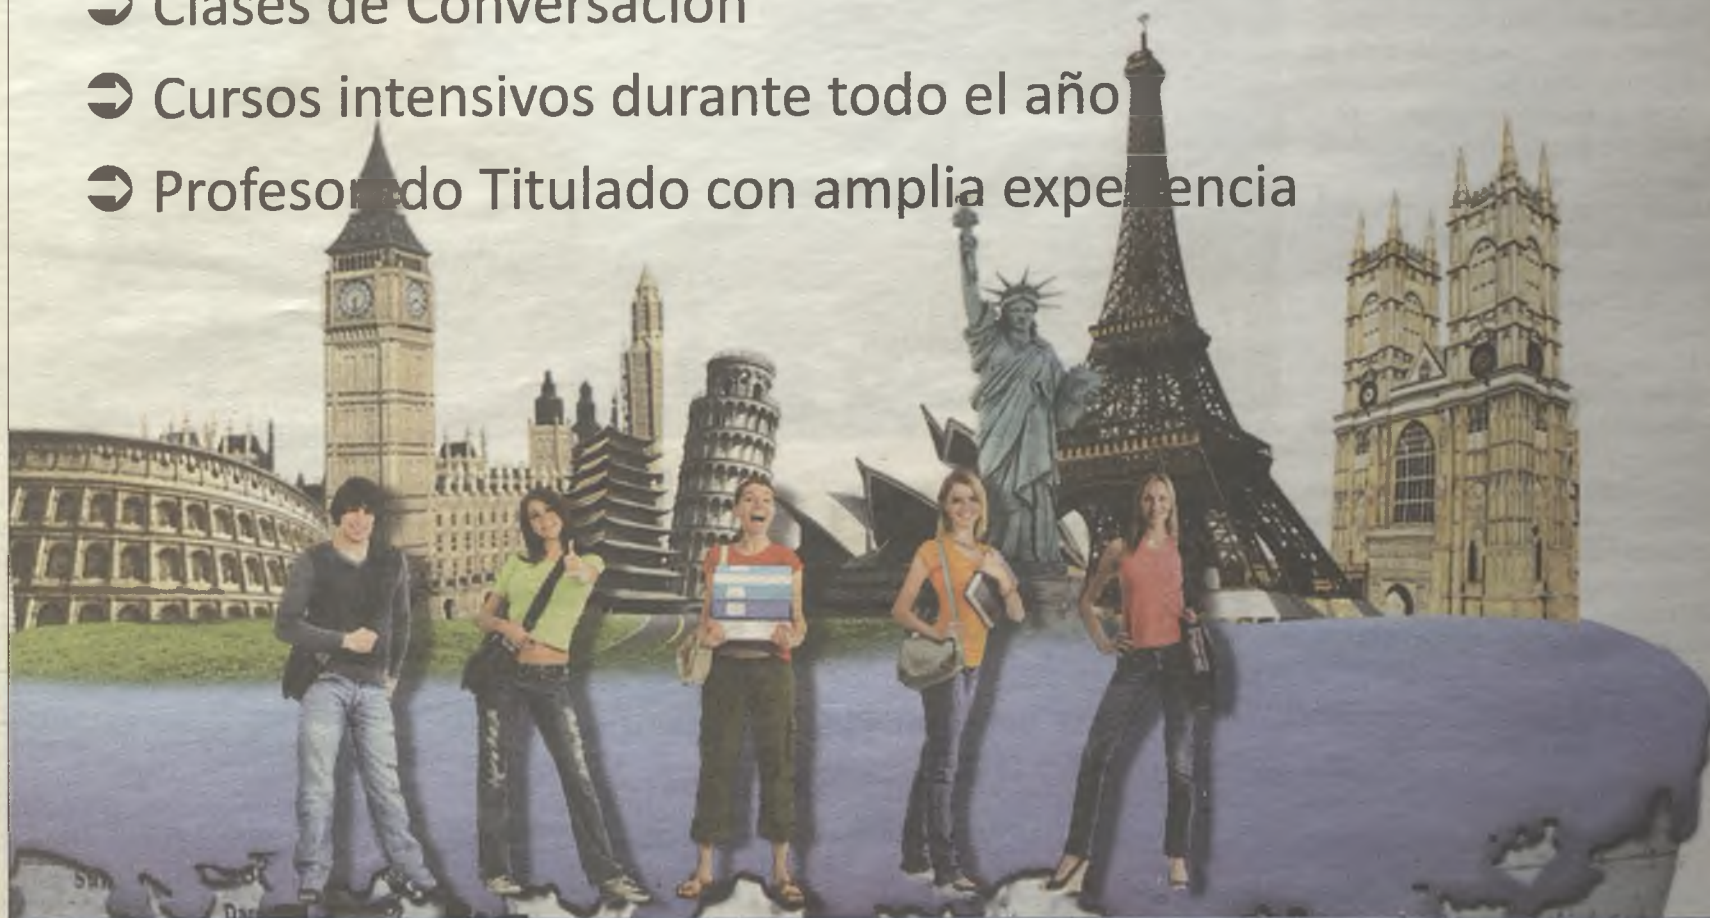 Clases de Conversación
Cursos intensivos durante todo el año
Profesorado Titulado con amplia experiencia